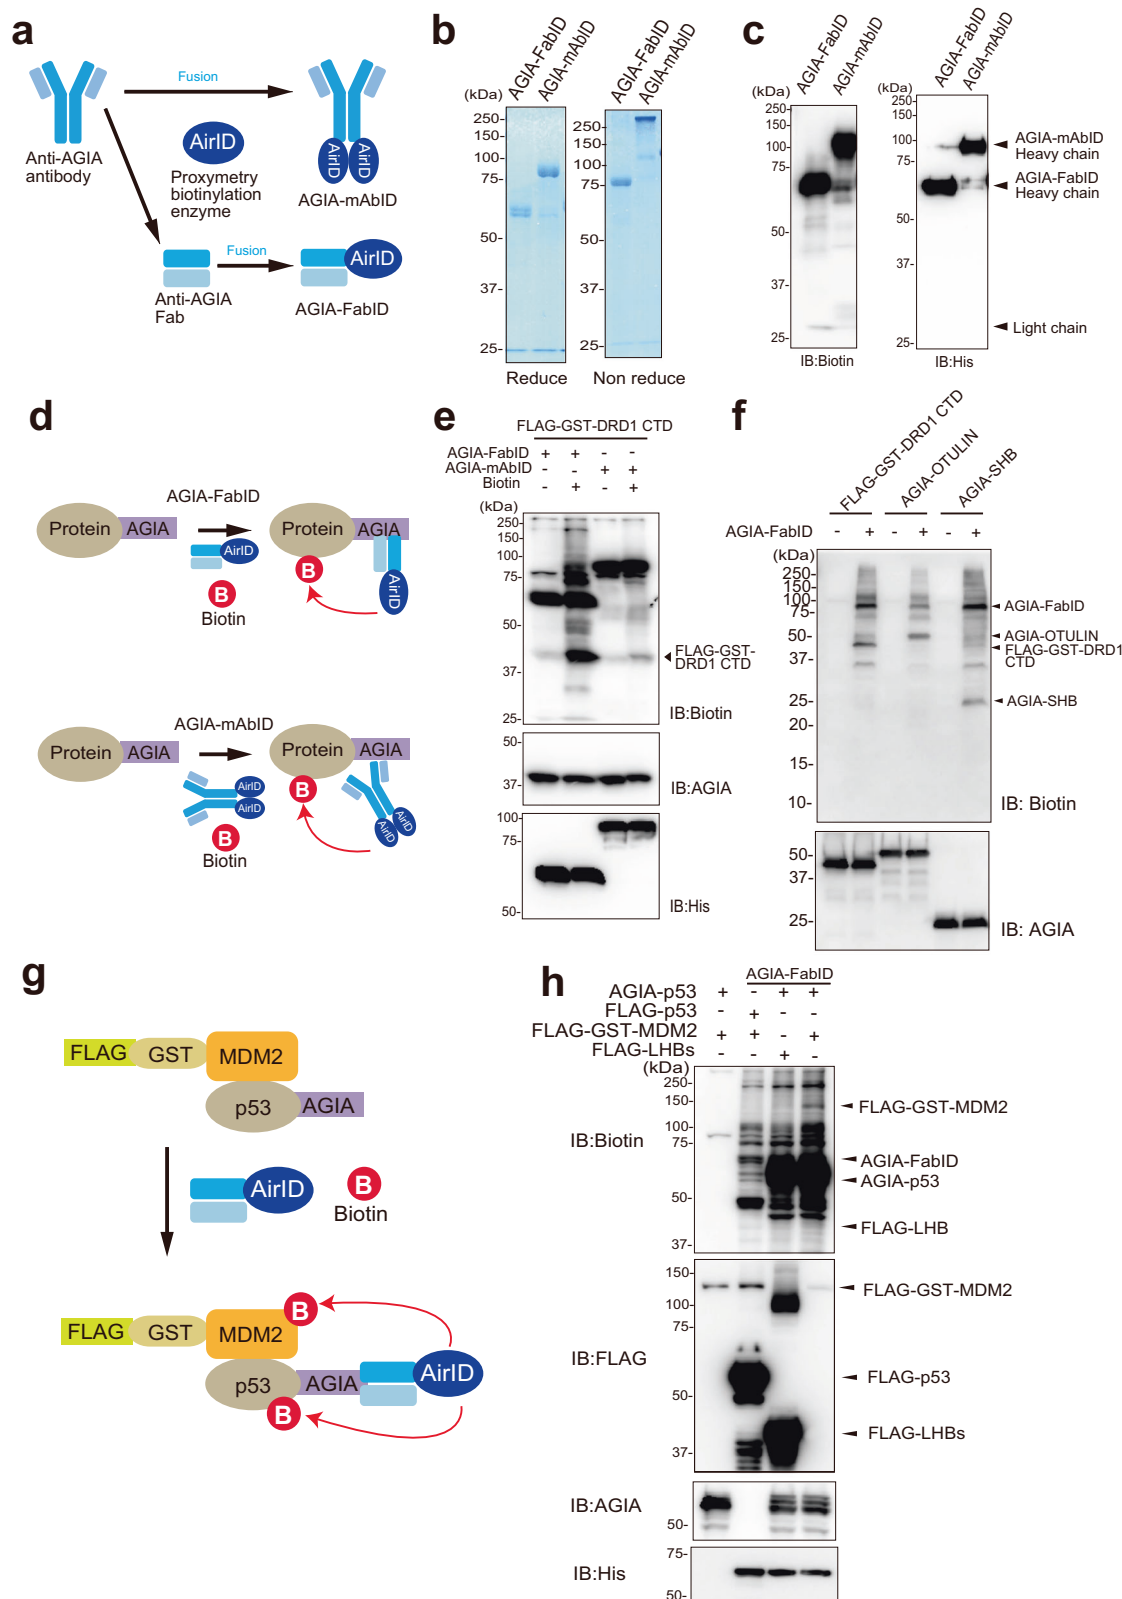 a
Fusion
AirID
Anti-AGIA
antibody
Proxymetry
biotinylation
enzyme
AirID
AirID
AGIA-mAbID
Fusion
AirID
Anti-AGIA
Fab
AGIA-FabID
b
AGIA-FabID
AGIA-mAbID
AGIA-FabID
AGIA-mAbID
(kDa)
250-
150-
100-
75-
50-
37-
25-
250-
150-
100-
75-
50-
37-
25-
Reduce
Non reduce
c
AGIA-FabID
AGIA-mAbID
AGIA-FabID
AGIA-mAbID
(kDa)
250-
150-
100-
75-
50-
37-
25-
(kDa)
250-
150-
100-
75-
50-
37-
25-
AGIA-mAbID
Heavy chain
AGIA-FabID
Heavy chain
Light chain
IB:Biotin
IB:His
d
AGIA-FabID
Protein
AGIA
AirID
B
Biotin
Protein
AGIA
B
AirID
AGIA-mAbID
Protein
AGIA
AirID
AirID
B
Biotin
Protein
AGIA
B
AirID
AirID
e
FLAG-GST-DRD1 CTD
AGIA-FabID + + - -
AGIA-mAbID - - + +
Biotin - + - +
(kDa)
250-
150-
100-
75-
50-
37-
25-
FLAG-GST-
DRD1 CTD
IB:Biotin
50-
37-
IB:AGIA
100-
75-
50-
IB:His
f
FLAG-GST-DRD1 CTD
AGIA-OTULIN
AGIA-SHB
AGIA-FabID - + - + - +
(kDa)
250-
150-
100-
75-
50-
37-
25-
20-
15-
10-
AGIA-FabID
AGIA-OTULIN
FLAG-GST-DRD1
CTD
AGIA-SHB
IB: Biotin
50-
37-
25-
IB: AGIA
g
FLAG
GST
MDM2
p53
AGIA
AirID
B
Biotin
FLAG
GST
MDM2
B
p53
AGIA
AirID
B
h
AGIA-FabID
AGIA-p53 + - + +
FLAG-p53 - + - -
FLAG-GST-MDM2 + + - +
FLAG-LHBs - - + -
(kDa)
250-
150-
100-
75-
50-
37-
IB:Biotin
FLAG-GST-MDM2
AGIA-FabID
AGIA-p53
FLAG-LHB
150-
100-
75-
50-
37-
IB:FLAG
FLAG-GST-MDM2
FLAG-p53
FLAG-LHBs
IB:AGIA
50-
IB:His
75-
50-